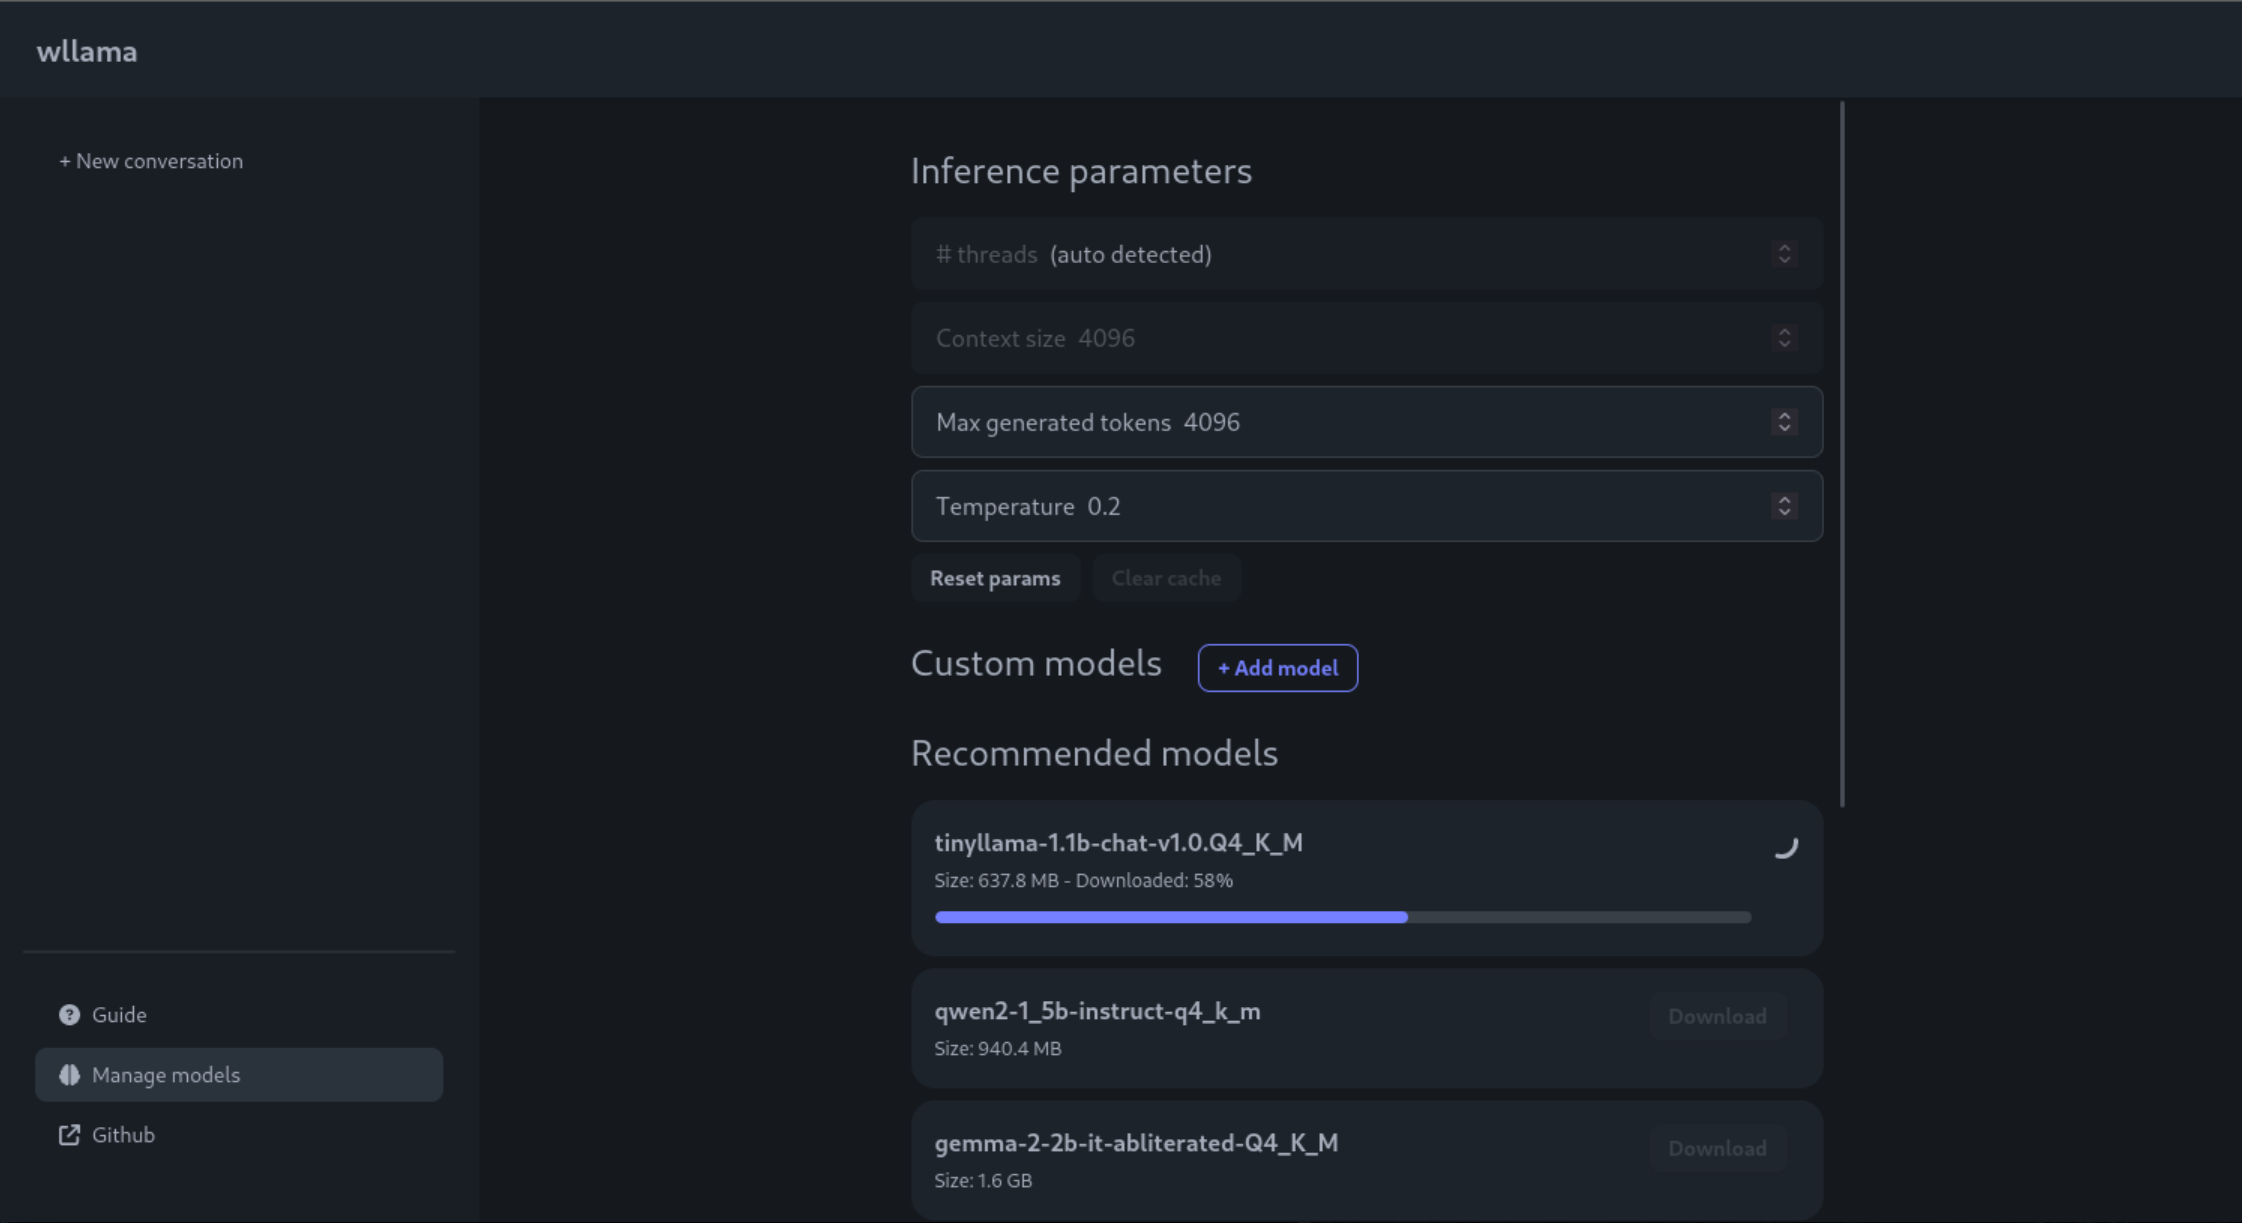 wllama
+ New conversation
Inference parameters
# threads (auto detected)
Context size 4096
Max generated tokens 4096
Temperature 0.2
Reset params Clear cache
Custom models + Add model
Recommended models
tinyllama-1.1b-chat-v1.0.Q4_K_M
Size: 637.8 MB - Downloaded: 58%
qwen2-1_5b-instruct-q4_k_m
Download
Size: 940.4 MB
gemma-2-2b-it-abliterated-Q4_K_M
Download
Size: 1.6 GB
Guide
Manage models
Github